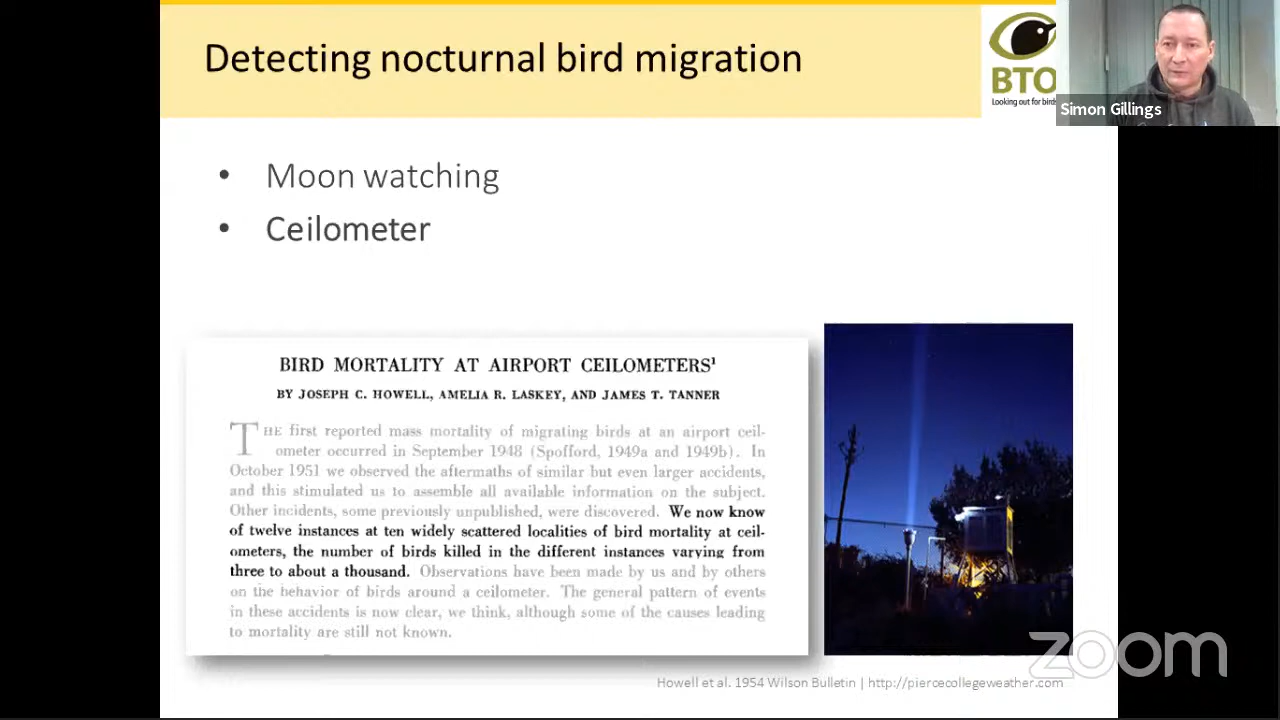 Detecting nocturnal bird migration
BTO
Looking out for birds
Simon Gillings
• Moon watching
• Ceilometer
BIRD MORTALITY AT AIRPORT CEILOMETERS¹
BY JOSEPH C. HOWELL, AMELIA R. LASKEY, AND JAMES T. TANNER
THE first reported mass mortality of migrating birds at an airport ceil-
ometer occurred in September 1948 (Spofford, 1949a and 1949b). In
October 1951 we observed the aftermaths of similar but even larger accidents,
and this stimulated us to assemble all available information on the subject.
Other incidents, some previously unpublished, were discovered. We now know
of twelve instances at ten widely scattered localities of bird mortality at ceil-
ometers, the number of birds killed in the different instances varying from
three to about a thousand. Observations have been made by us and by others
on the behavior of birds around a ceilometer. The general pattern of events
in these accidents is now clear, we think, although some of the causes leading
to mortality are still not known.
Howell et al. 1954 Wilson Bulletin | http://piercecollegeweather.com
zoom